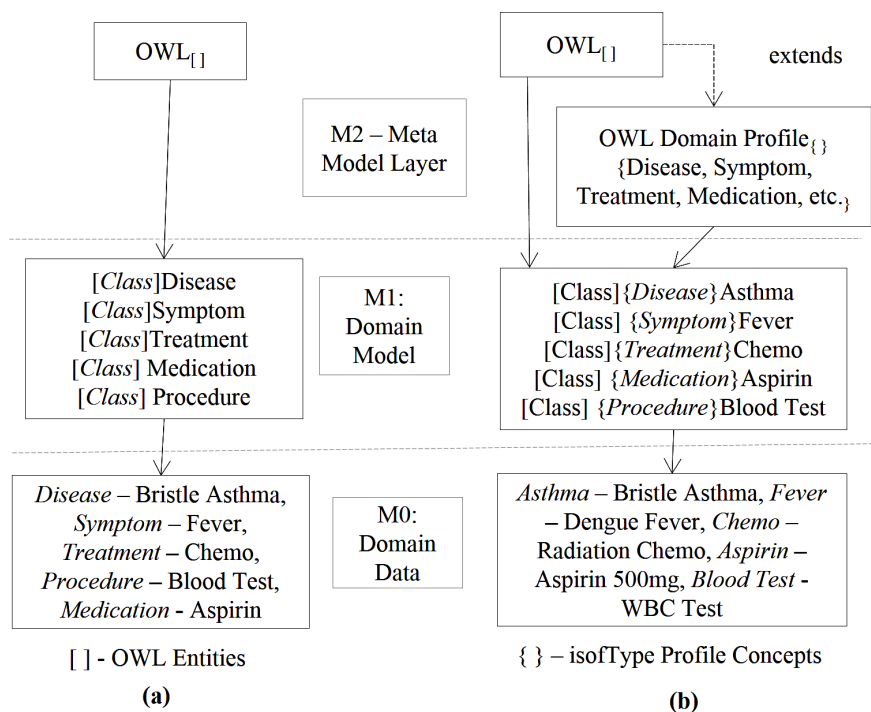 OWL[ ]
OWL[ ]
extends
M2 – Meta
Model Layer
OWL Domain Profile{ }
{Disease, Symptom,
Treatment, Medication, etc.}
[Class]Disease
[Class]Symptom
[Class]Treatment
[Class] Medication
[Class] Procedure
M1:
Domain
Model
[Class]{Disease}Asthma
[Class] {Symptom}Fever
[Class]{Treatment}Chemo
[Class] {Medication}Aspirin
[Class] {Procedure}Blood Test
Disease – Bristle Asthma,
Symptom – Fever,
Treatment – Chemo,
Procedure – Blood Test,
Medication - Aspirin
M0:
Domain
Data
Asthma – Bristle Asthma, Fever
– Dengue Fever, Chemo –
Radiation Chemo, Aspirin –
Aspirin 500mg, Blood Test -
WBC Test
[ ] - OWL Entities
{ } – isofType Profile Concepts
(a)
(b)